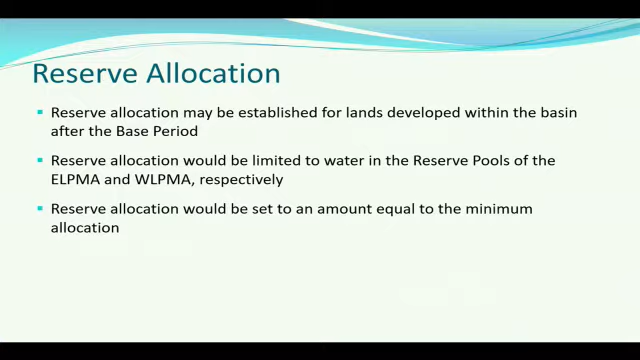 Reserve Allocation
Reserve allocation may be established for lands developed within the basin
after the Base Period
Reserve allocation would be limited to water in the Reserve Pools of the
ELPMA and WLPMA, respectively
Reserve allocation would be set to an amount equal to the minimum
allocation